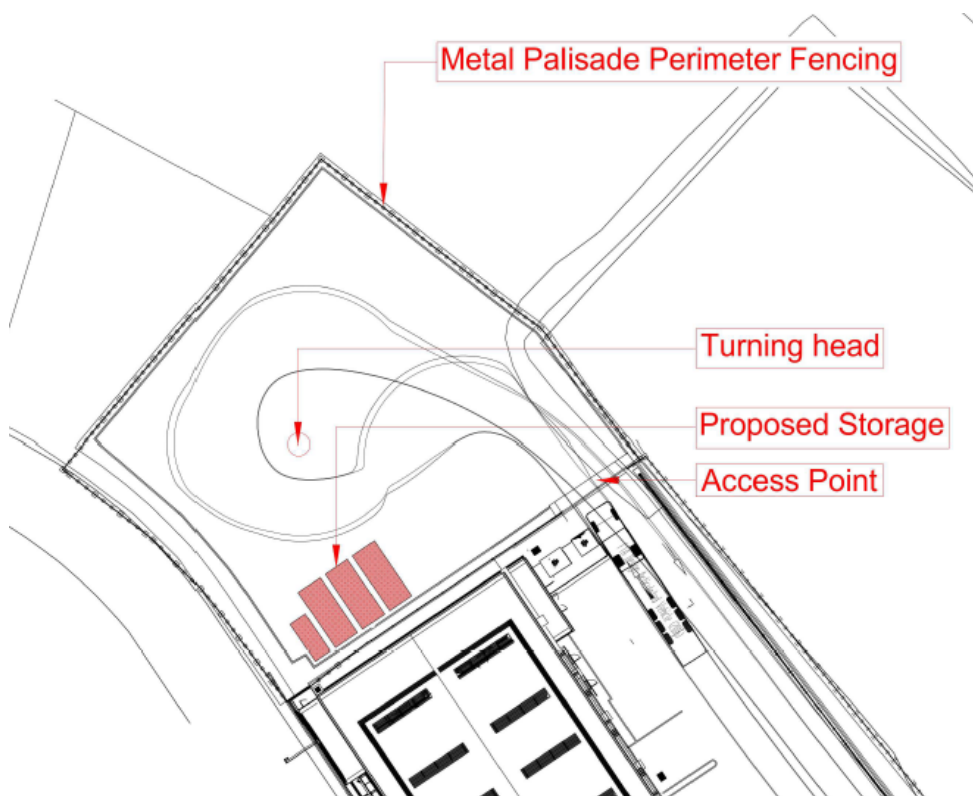 Metal Palisade Perimeter Fencing
Turning head
Proposed Storage
Access Point